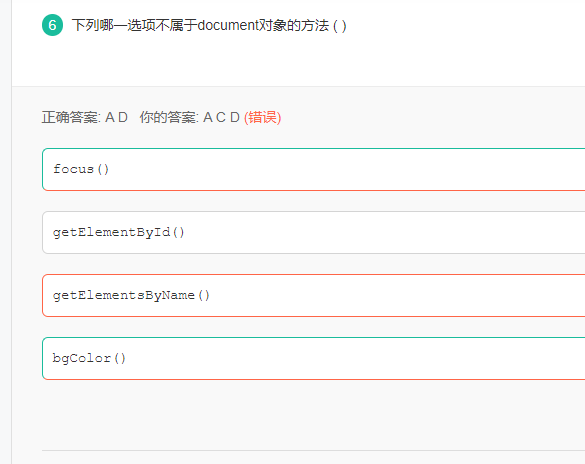 6 下列哪一选项不属于document对象的方法 ( )
正确答案: A D 你的答案: A C D (错误)
focus()
getElementById()
getElementsByName()
bgColor()